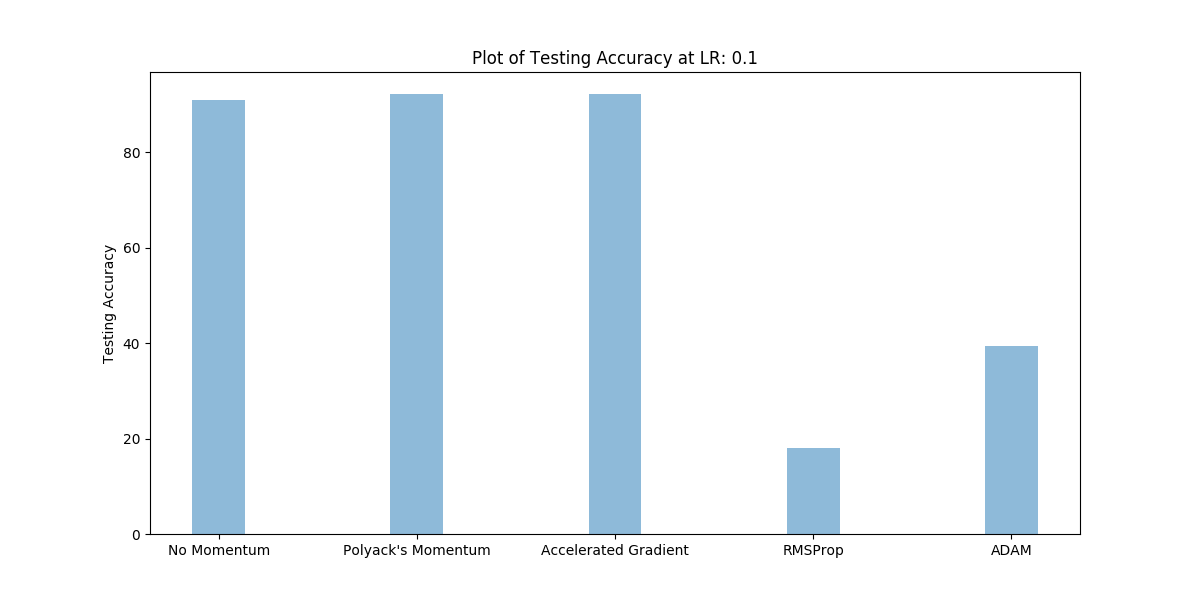 Plot of Testing Accuracy at LR: 0.1
Testing Accuracy
80
60
40
20
0
No Momentum
Polyack's Momentum
Accelerated Gradient
RMSProp
ADAM